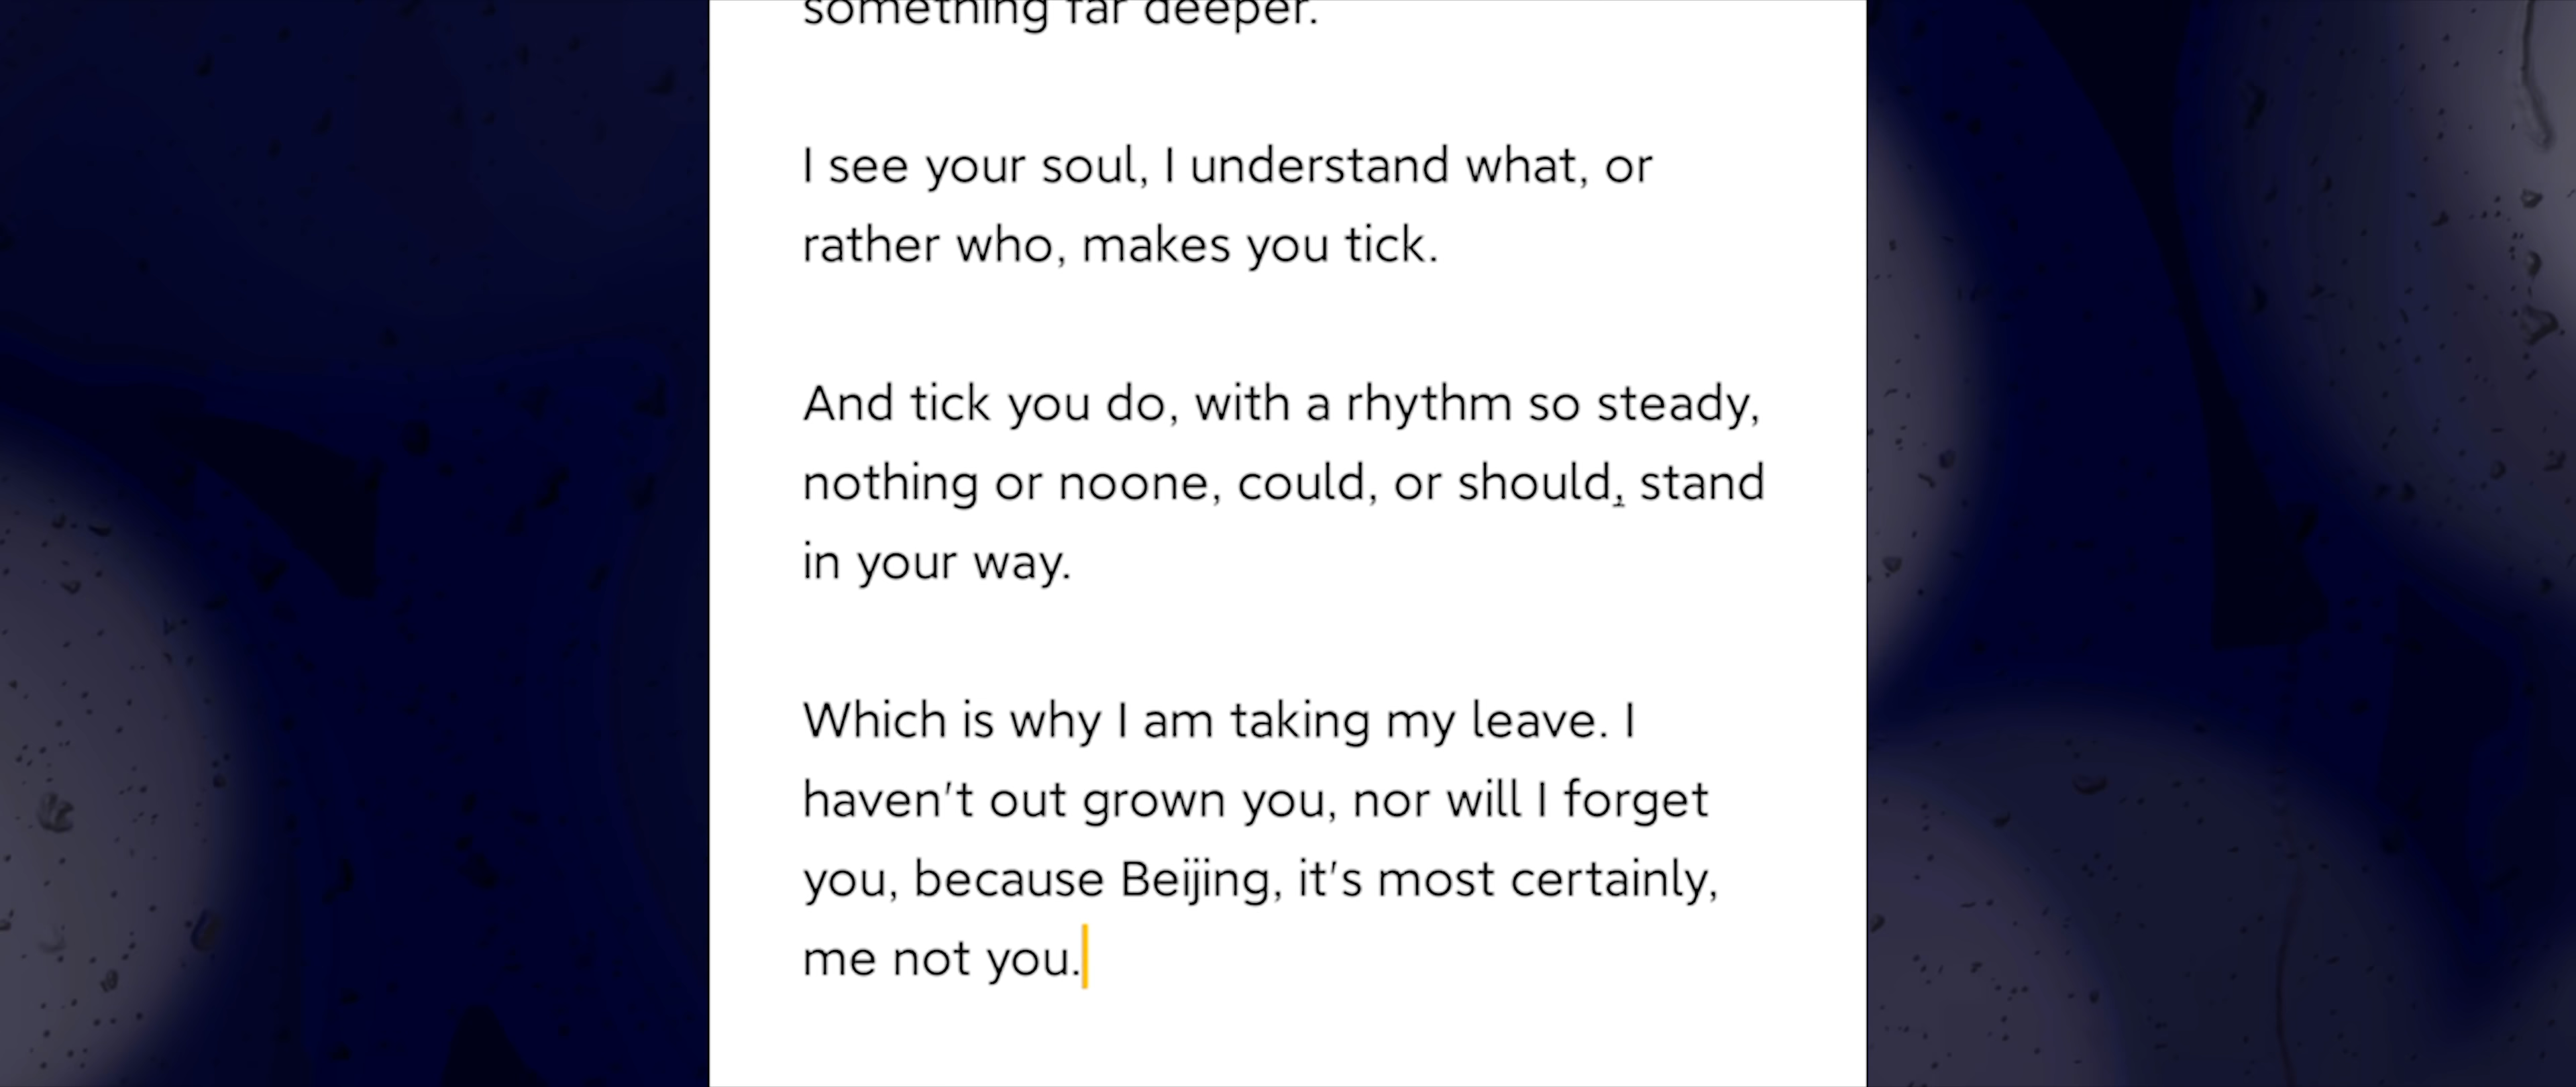 something far deeper.
I see your soul, I understand what, or
rather who, makes you tick.
And tick you do, with a rhythm so steady,
nothing or noone, could, or should, stand
in your way.
Which is why I am taking my leave. I
haven't out grown you, nor will I forget
you, because Beijing, it's most certainly,
me not you.